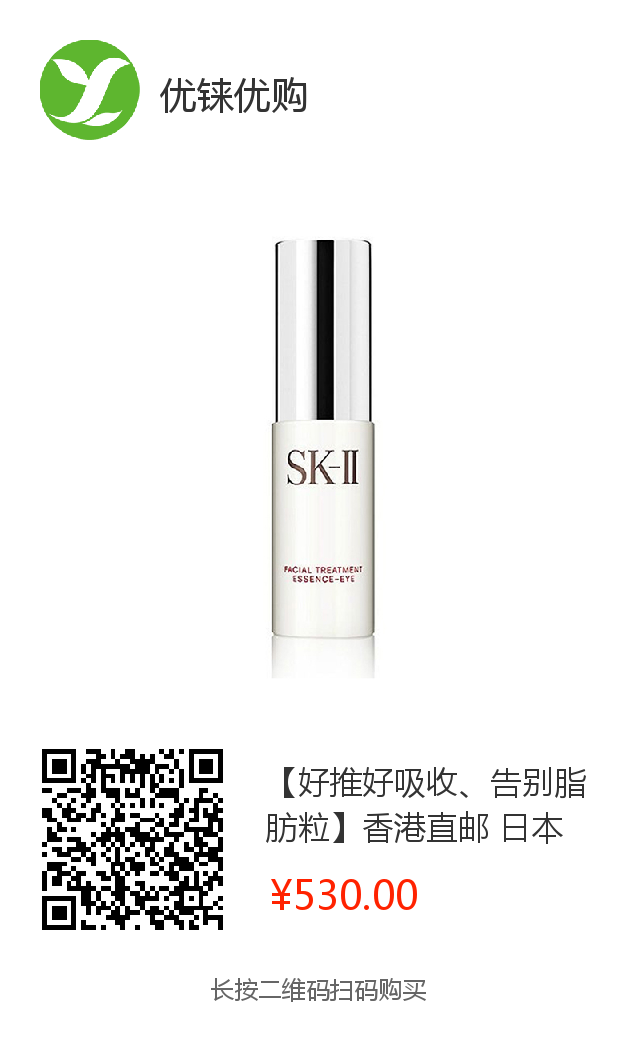 优铼优购
SK-II
FACIAL TREATMENT
ESSENCE-EYE
【好推好吸收、告别脂
肪粒】香港直邮 日本
¥530.00
长按二维码扫码购买